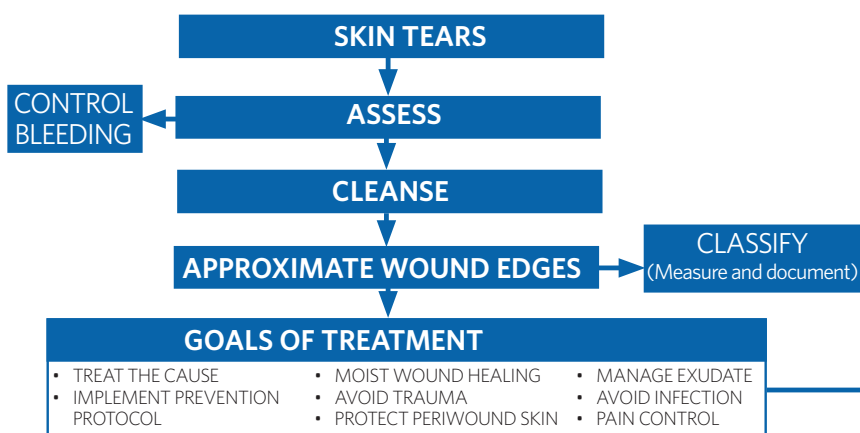 SKIN TEARS
CONTROL
BLEEDING
ASSESS
CLEANSE
APPROXIMATE WOUND EDGES
CLASSIFY
(Measure and document)
GOALS OF TREATMENT
• TREAT THE CAUSE
• IMPLEMENT PREVENTION
PROTOCOL
• MOIST WOUND HEALING
• AVOID TRAUMA
• PROTECT PERIWOUND SKIN
• MANAGE EXUDATE
• AVOID INFECTION
• PAIN CONTROL